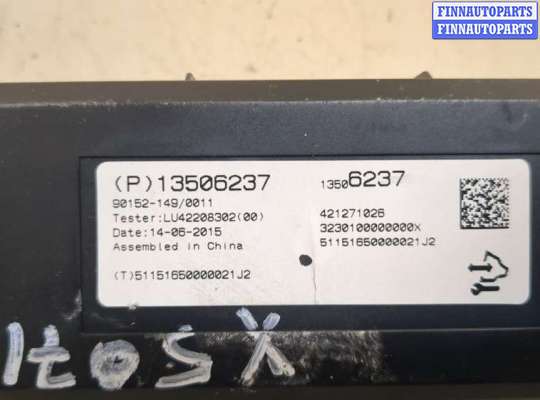 FINNAUTOPARTS
FINNAUTOPARTS
(P)13506237
13506237
90152-149/0011
Tester:LU42208302(00)
Date:14-06-2015
Assembled in China
421271026
3230100000000X
51151650000021J2
(T)51151650000021J2